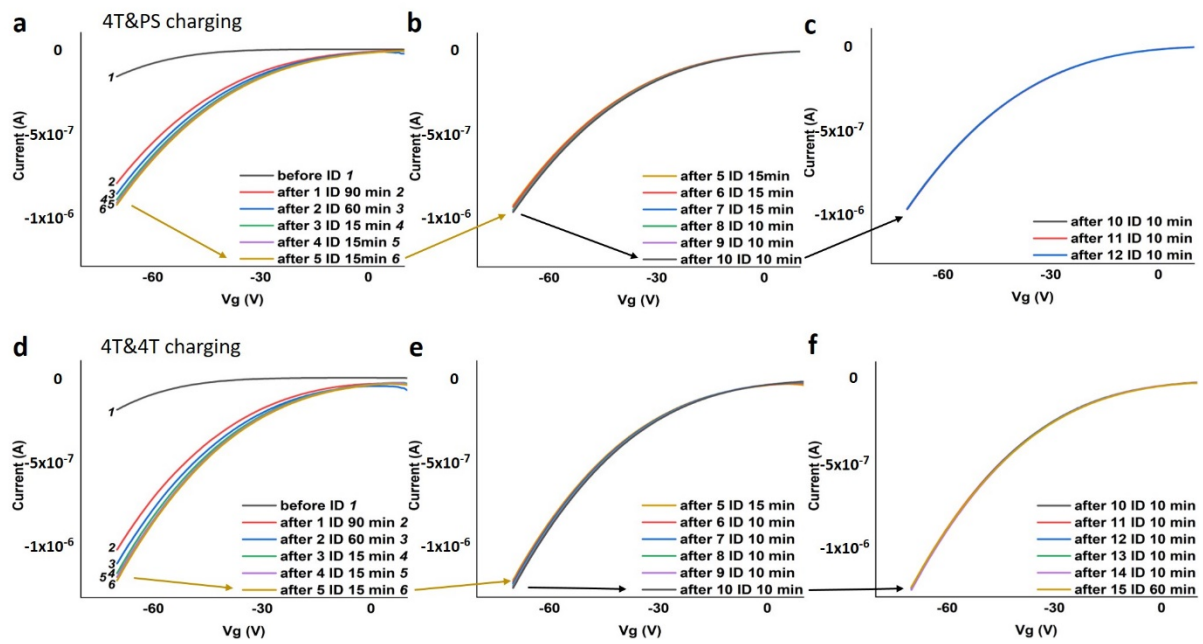 a
4T&PS charging
0
-5x10-7
-1x10-6
Current (A)
1
2
3
4 5
6
before ID 1
after 1 ID 90 min 2
after 2 ID 60 min 3
after 3 ID 15 min 4
after 4 ID 15min 5
after 5 ID 15min 6
-60
-30
0
Vg (V)
b
0
-5x10-7
-1x10-6
Current (A)
after 5 ID 15min
after 6 ID 15 min
after 7 ID 15 min
after 8 ID 10 min
after 9 ID 10 min
after 10 ID 10 min
-60
-30
0
Vg (V)
c
0
-5x10-7
-1x10-6
Current (A)
after 10 ID 10 min
after 11 ID 10 min
after 12 ID 10 min
-60
-30
0
Vg (V)
d
4T&4T charging
0
-5x10-7
-1x10-6
Current (A)
1
2
3
5 4
6
before ID 1
after 1 ID 90 min 2
after 2 ID 60 min 3
after 3 ID 15 min 4
after 4 ID 15 min 5
after 5 ID 15 min 6
-60
-30
0
Vg (V)
e
0
-5x10-7
-1x10-6
Current (A)
after 5 ID 15 min
after 6 ID 10 min
after 7 ID 10 min
after 8 ID 10 min
after 9 ID 10 min
after 10 ID 10 min
-60
-30
0
Vg (V)
f
0
-5x10-7
-1x10-6
Current (A)
after 10 ID 10 min
after 11 ID 10 min
after 12 ID 10 min
after 13 ID 10 min
after 14 ID 10 min
after 15 ID 60 min
-60
-30
0
Vg (V)